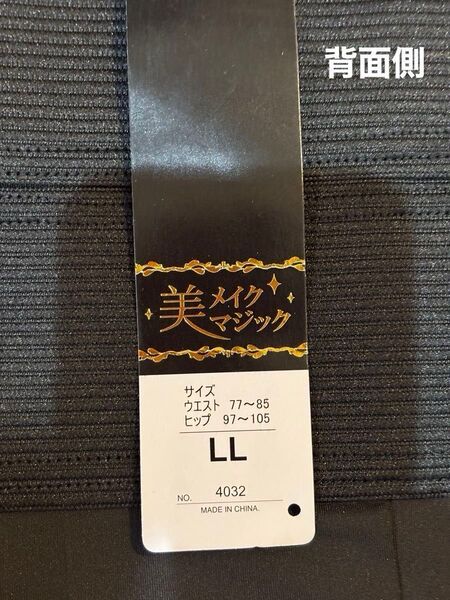 背面側
美メイク
マジック
サイズ
ウエスト 77〜85
ヒップ 97〜105
LL
NO. 4032
MADE IN CHINA.